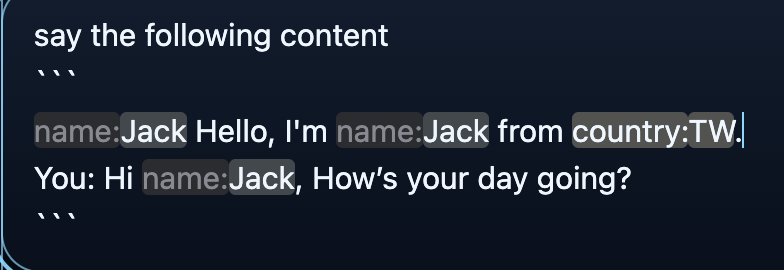 say the following content
```
name:Jack Hello, I'm name:Jack from country:TW.
You: Hi name:Jack, How’s your day going?
```